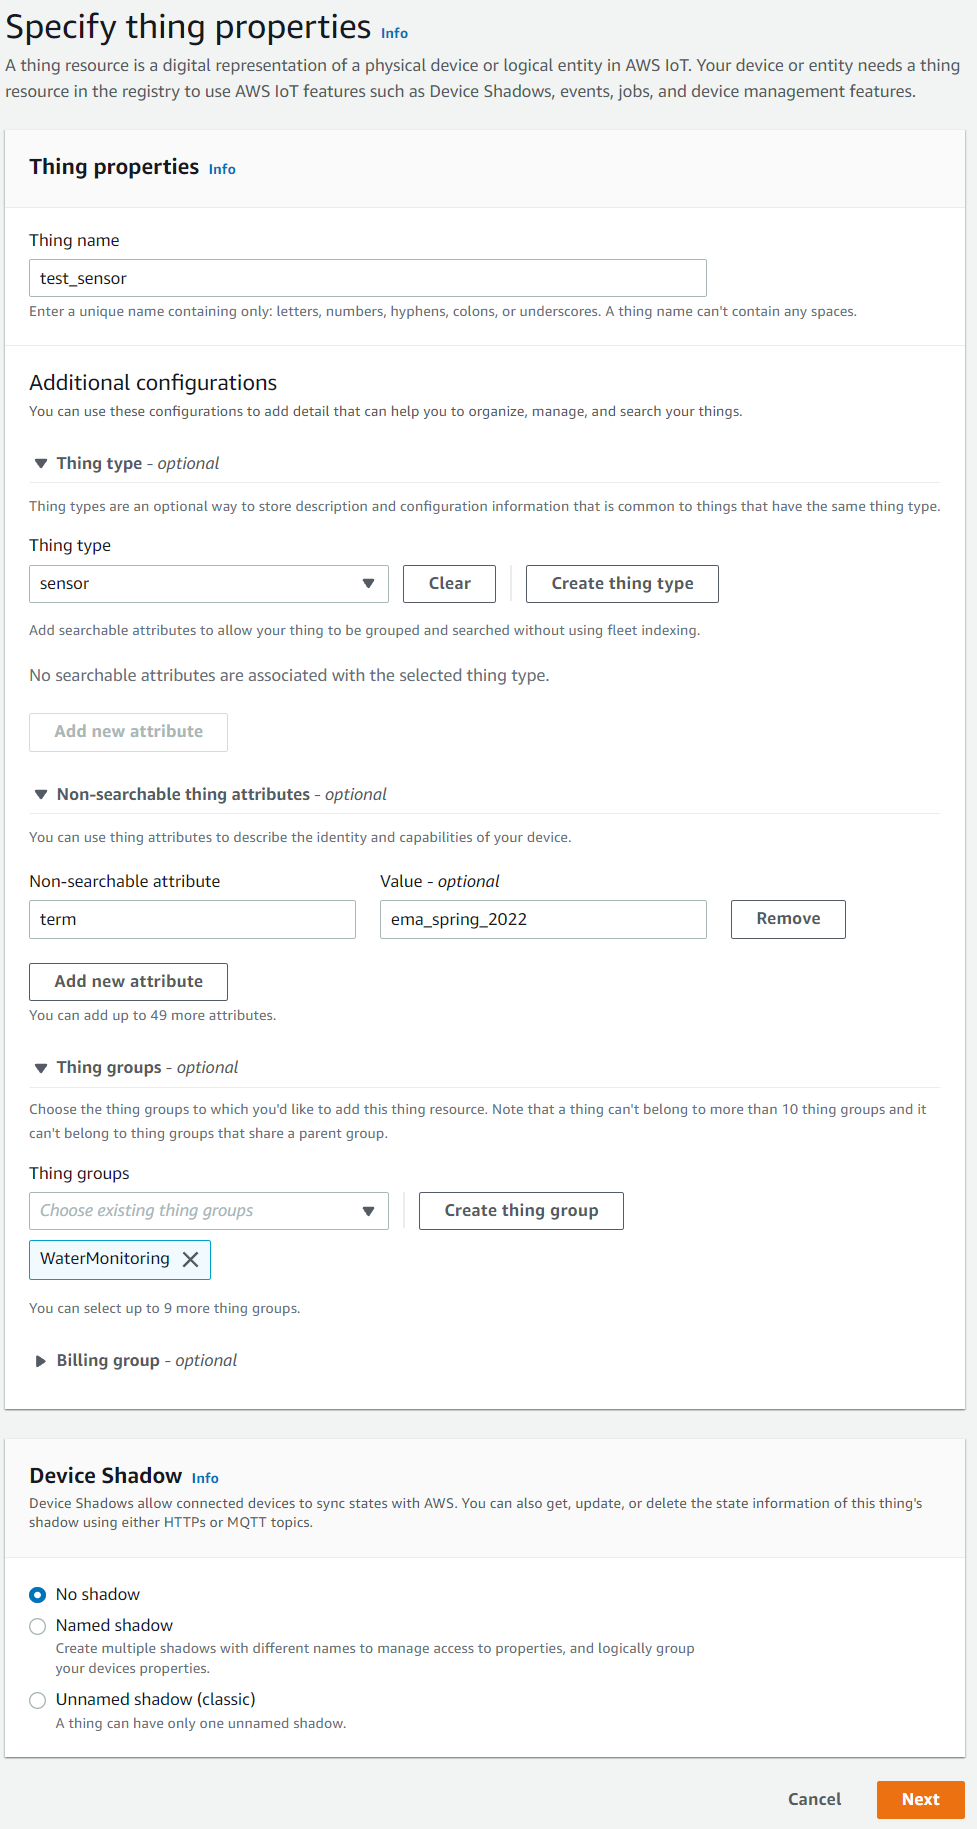 Specify thing properties Info
A thing resource is a digital representation of a physical device or logical entity in AWS IoT. Your device or entity needs a thing
resource in the registry to use AWS IoT features such as Device Shadows, events, jobs, and device management features.
Thing properties Info
Thing name
test_sensor
Enter a unique name containing only: letters, numbers, hyphens, colons, or underscores. A thing name can't contain any spaces.
Additional configurations
You can use these configurations to add detail that can help you to organize, manage, and search your things.
Thing type - optional
Thing types are an optional way to store description and configuration information that is common to things that have the same thing type.
Thing type
sensor Clear Create thing type
Add searchable attributes to allow your thing to be grouped and searched without using fleet indexing.
No searchable attributes are associated with the selected thing type.
Add new attribute
Non-searchable thing attributes - optional
You can use thing attributes to describe the identity and capabilities of your device.
Non-searchable attribute Value - optional
term ema_spring_2022 Remove
Add new attribute
You can add up to 49 more attributes.
Thing groups - optional
Choose the thing groups to which you'd like to add this thing resource. Note that a thing can't belong to more than 10 thing groups and it
can't belong to thing groups that share a parent group.
Thing groups
Choose existing thing groups Create thing group
WaterMonitoring
You can select up to 9 more thing groups.
Billing group - optional
Device Shadow Info
Device Shadows allow connected devices to sync states with AWS. You can also get, update, or delete the state information of this thing's
shadow using either HTTPs or MQTT topics.
No shadow
Named shadow
Create multiple shadows with different names to manage access to properties, and logically group
your devices properties.
Unnamed shadow (classic)
A thing can have only one unnamed shadow.
Cancel Next